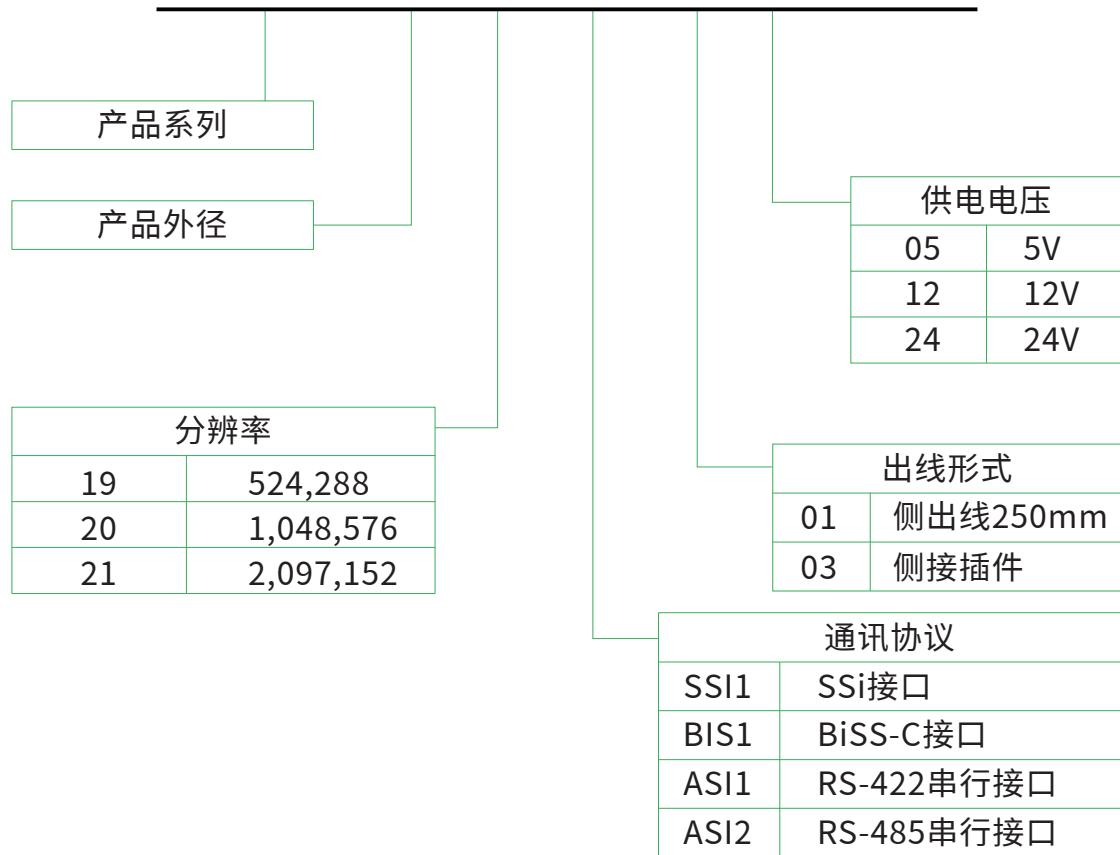 产品系列
产品外径
供电电压
05 5V
12 12V
24 24V
分辨率
19 524,288
20 1,048,576
21 2,097,152
出线形式
01 侧出线250mm
03 侧接插件
通讯协议
SSI1 SSi接口
BIS1 BiSS-C接口
ASI1 RS-422串行接口
ASI2 RS-485串行接口